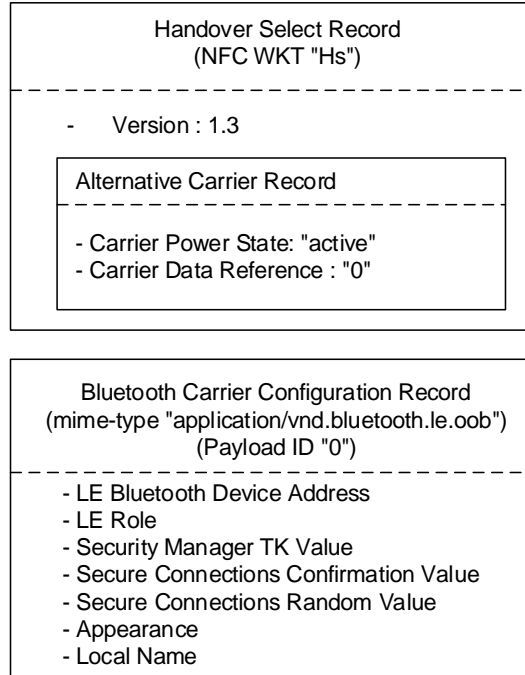 Handover Select Record
(NFC WKT "Hs")
- Version : 1.3
Alternative Carrier Record
- Carrier Power State: "active"
- Carrier Data Reference : "0"
Bluetooth Carrier Configuration Record
(mime-type "application/vnd.bluetooth.le.oob")
(Payload ID "0")
- LE Bluetooth Device Address
- LE Role
- Security Manager TK Value
- Secure Connections Confirmation Value
- Secure Connections Random Value
- Appearance
- Local Name